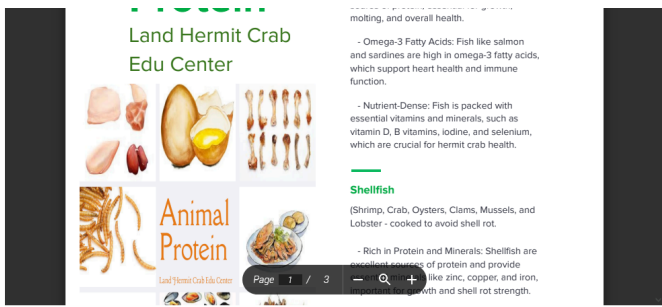 Protein
Land Hermit Crab
Edu Center
Animal
Protein
Land Hermit Crab Edu Center
molting, and overall health.
- Omega-3 Fatty Acids: Fish like salmon
and sardines are high in omega-3 fatty acids,
which support heart health and immune
function.
- Nutrient-Dense: Fish is packed with
essential vitamins and minerals, such as
vitamin D, B vitamins, iodine, and selenium,
which are crucial for hermit crab health.
Shellfish
(Shrimp, Crab, Oysters, Clams, Mussels, and
Lobster - cooked to avoid shell rot.
- Rich in Protein and Minerals: Shellfish are
excellent sources of protein and provide
essential minerals like zinc, copper, and iron,
important for growth and shell rot strength.
Page 1 / 3